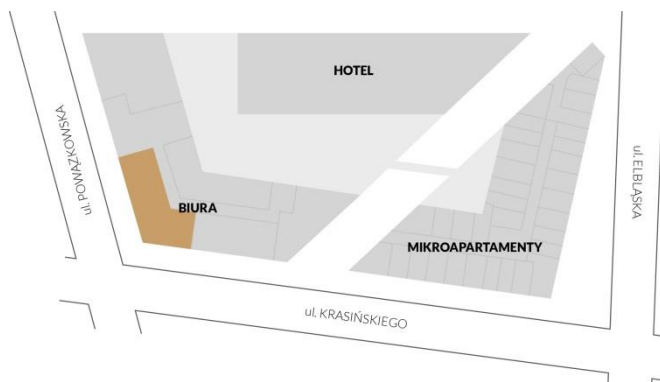 HOTEL
ul. POWĄZKOWSKA
ul. ELBLĄSKA
BIURA
MIKROAPARTAMENTY
ul. KRASIŃSKIEGO